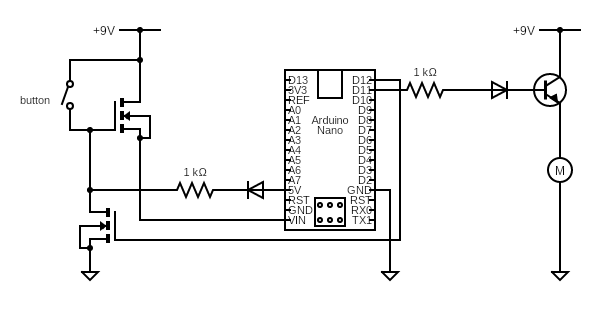 +9V
+9V
button
1 kΩ
1 kΩ
D13
3V3
REF
A0
A1
A2
A3
A4
A5
A6
A7
5V
RST
GND
VIN
Arduino
Nano
D12
D11
D10
D9
D8
D7
D6
D5
D4
D3
D2
GND
RST
RX0
TX1
M